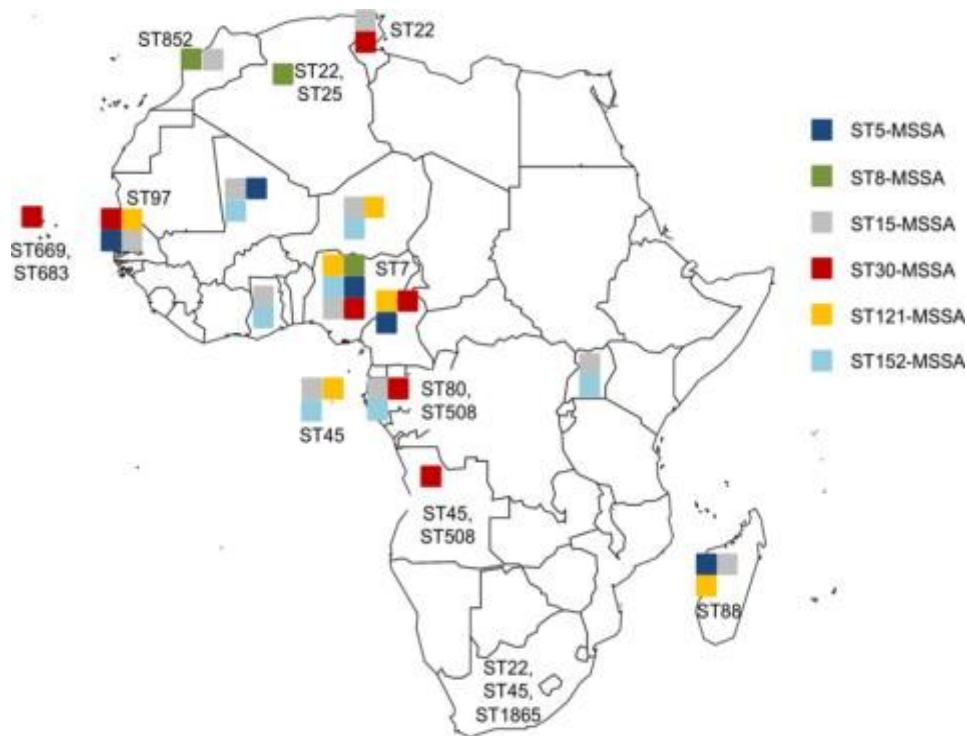 ST22
ST852
ST22,
ST25
ST5-MSSA
ST8-MSSA
ST15-MSSA
ST30-MSSA
ST121-MSSA
ST152-MSSA
ST97
ST669,
ST683
ST7
ST80,
ST508
ST45
ST45,
ST508
ST88
ST22,
ST45,
ST1865